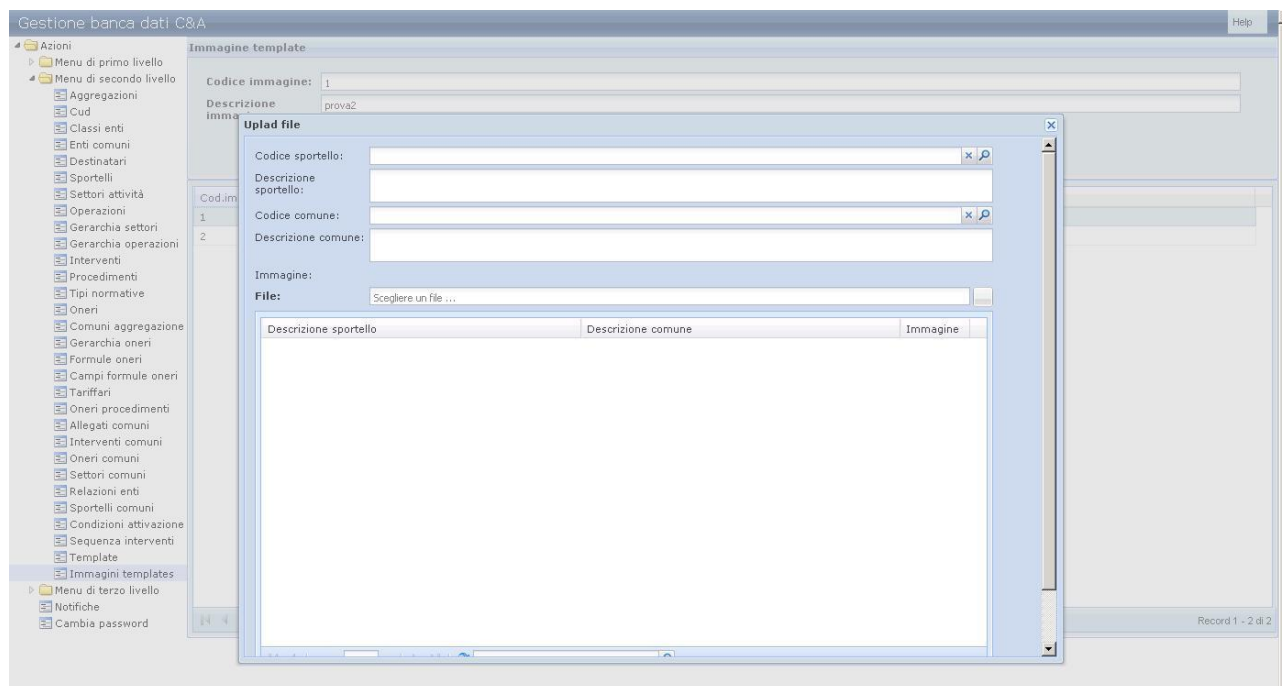 Gestione banca dati C&A
Help
Azioni
Menu di primo livello
Menu di secondo livello
Aggregazioni
Cud
Classi enti
Enti comuni
Destinatari
Sportelli
Settori attività
Operazioni
Gerarchia settori
Gerarchia operazioni
Interventi
Procedimenti
Tipi normative
Oneri
Comuni aggregazione
Gerarchia oneri
Formule oneri
Campi formule oneri
Tariffari
Oneri procedimenti
Allegati comuni
Interventi comuni
Oneri comuni
Settori comuni
Relazioni enti
Sportelli comuni
Condizioni attivazione
Sequenza interventi
Template
Immagini templates
Menu di terzo livello
Notifiche
Cambia password
Immagine template
Codice immagine: 1
Descrizione prova2
imma
Cod.im
1
2
Uplad file
Codice sportello:
Descrizione
sportello:
Codice comune:
Descrizione comune:
Immagine:
File: Scegliere un file ...
Descrizione sportello Descrizione comune Immagine
Record 1 - 2 di 2